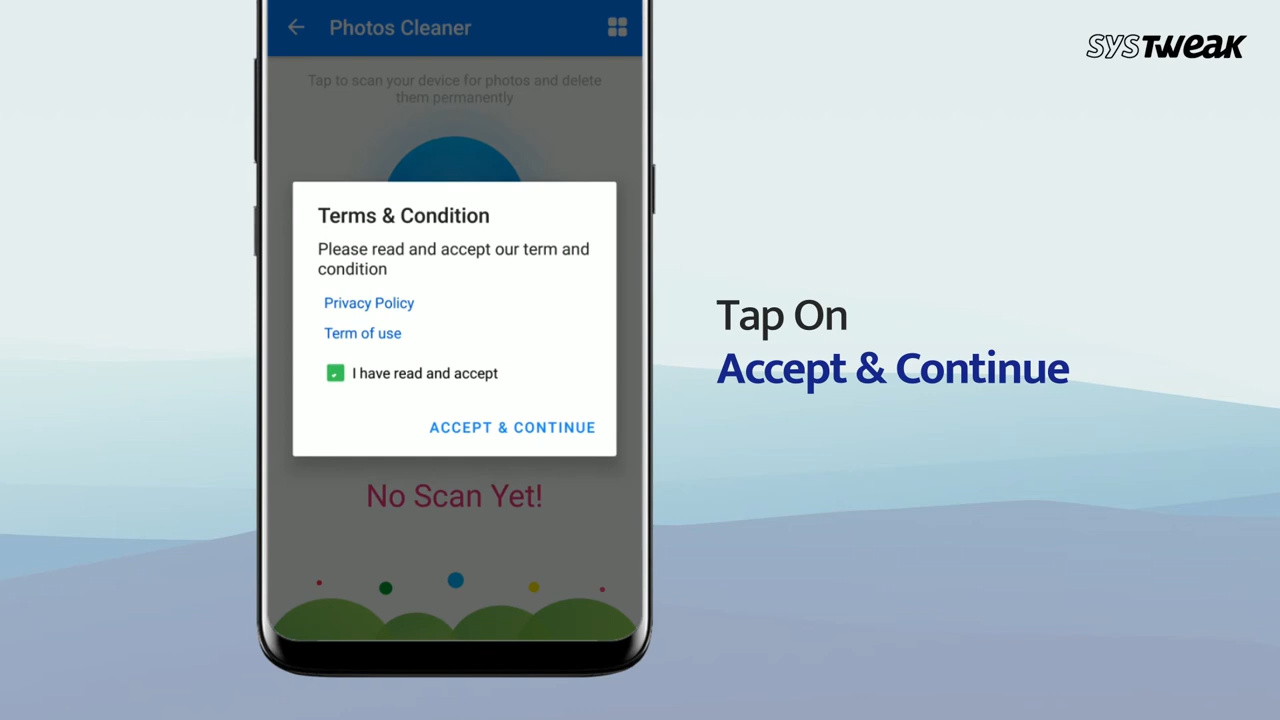 Photos Cleaner
SYSTWEAK
Tap to scan your device for photos and delete
them permanently
Terms & Condition
Please read and accept our term and
condition
Privacy Policy
Term of use
I have read and accept
ACCEPT & CONTINUE
No Scan Yet!
Tap On
Accept & Continue